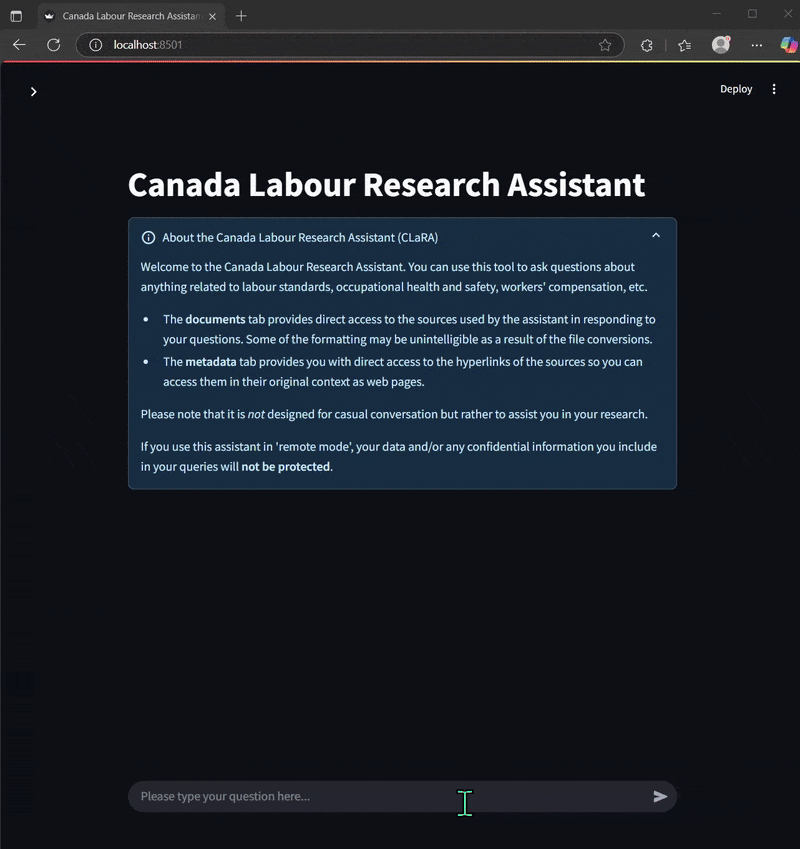 Canada Labour Research Assistan
localhost:8501
Deploy
Canada Labour Research Assistant
About the Canada Labour Research Assistant (CLaRA)
Welcome to the Canada Labour Research Assistant. You can use this tool to ask questions about
anything related to labour standards, occupational health and safety, workers' compensation, etc.
• The documents tab provides direct access to the sources used by the assistant in responding to
your questions. Some of the formatting may be unintelligible as a result of the file conversions.
• The metadata tab provides you with direct access to the hyperlinks of the sources so you can
access them in their original context as web pages.
Please note that it is not designed for casual conversation but rather to assist you in your research.
If you use this assistant in 'remote mode', your data and/or any confidential information you include
in your queries will not be protected.
Please type your question here...